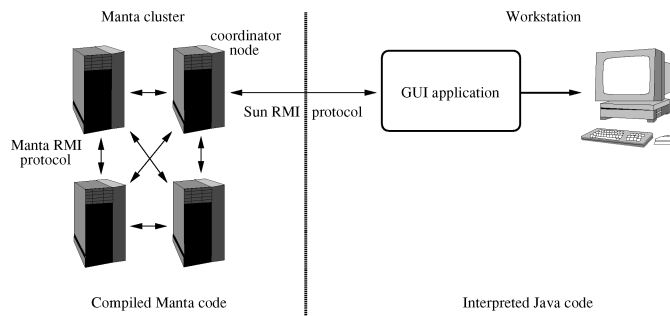 Manta cluster
Workstation
coordinator
node
GUI application
Sun RMI protocol
Manta RMI
protocol
Compiled Manta code
Interpreted Java code